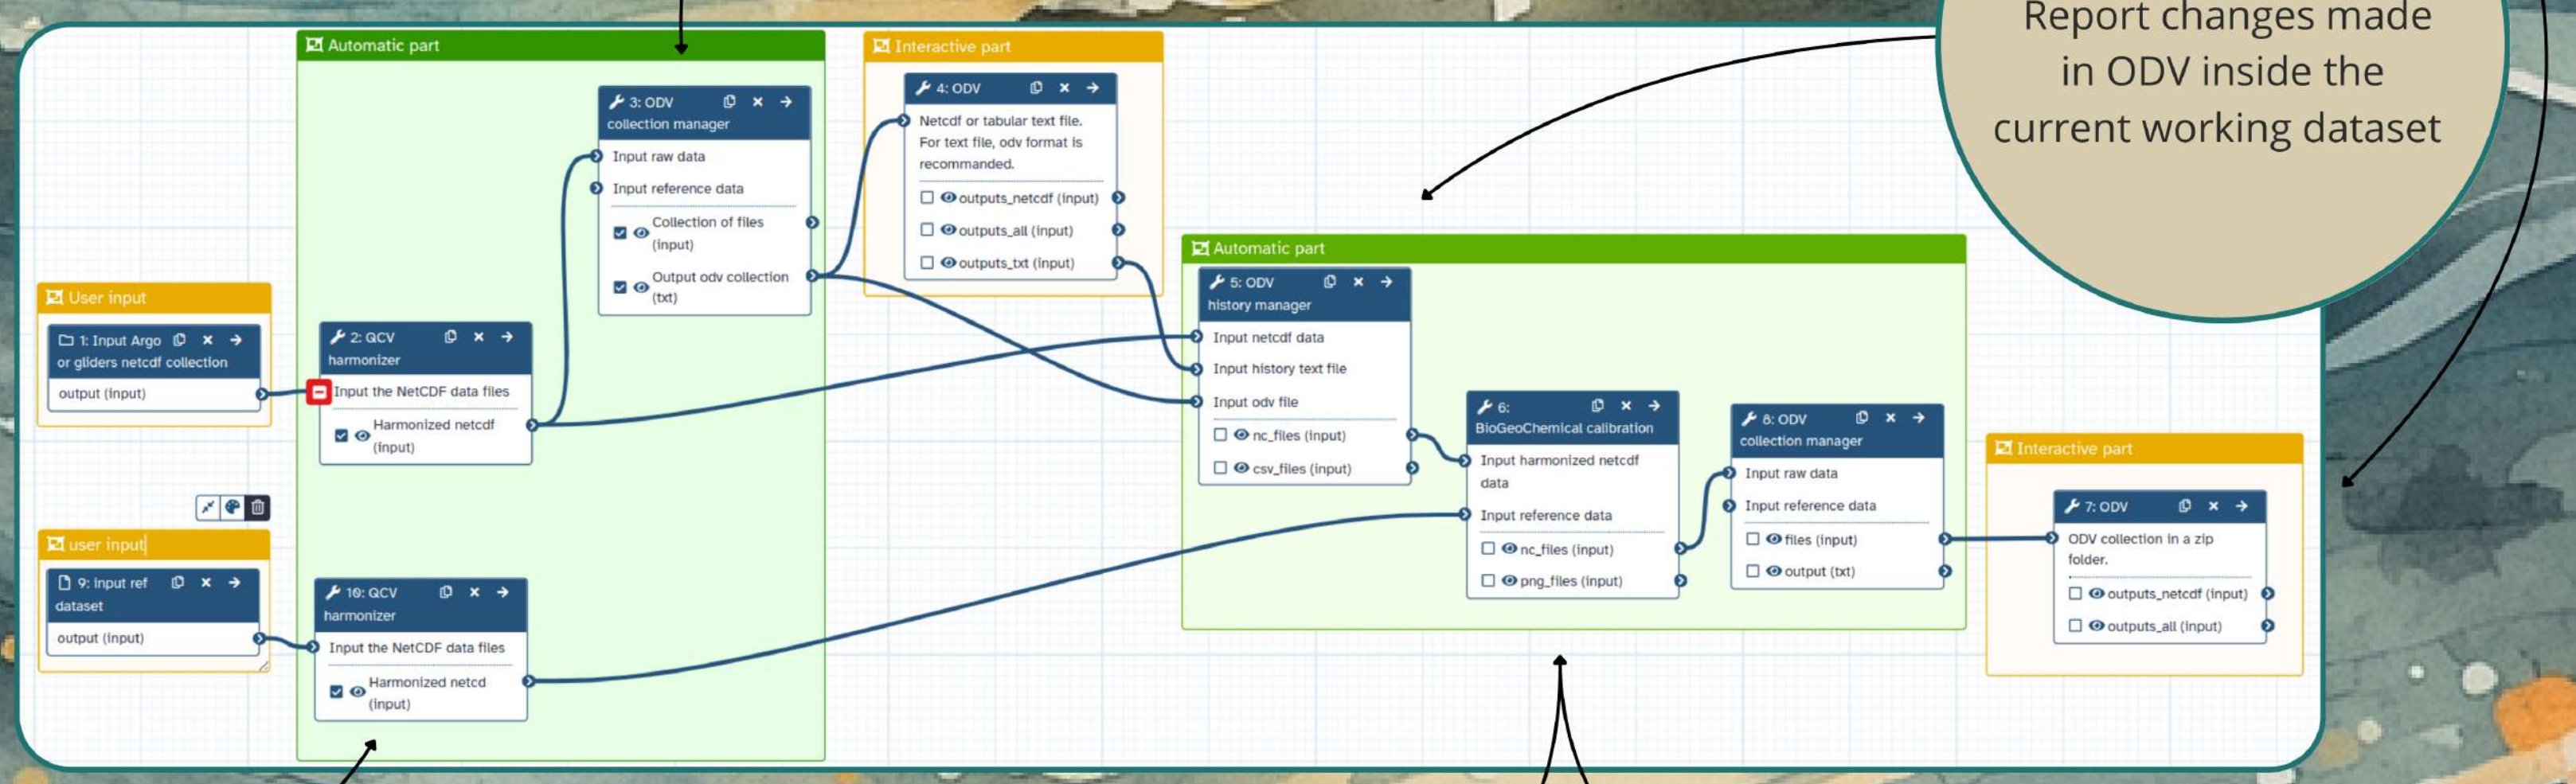 Report changes made
in ODV inside the
current working dataset
Automatic part
Interactive part
3: ODV
collection manager
Input raw data
Input reference data
Collection of files
(input)
Output odv collection
(txt)
4: ODV
Netcdf or tabular text file.
For text file, odv format is
recommanded.
outputs_netcdf (input)
outputs_all (input)
outputs_txt (input)
User input
1: Input Argo
or gliders netcdf collection
output (input)
2: QCV
harmonizer
Input the NetCDF data files
Harmonized netcdf
(input)
user input
9: Input ref
dataset
output (input)
10: QCV
harmonizer
Input the NetCDF data files
Harmonized netcd
(input)
Automatic part
5: ODV
history manager
Input netcdf data
Input history text file
Input odv file
nc_files (input)
csv_files (input)
6:
BioGeoChemical calibration
Input harmonized netcdf
data
Input reference data
nc_files (input)
png_files (input)
8: ODV
collection manager
Input raw data
Input reference data
files (input)
output (txt)
Interactive part
7: ODV
ODV collection in a zip
folder.
outputs_netcdf (input)
outputs_all (input)